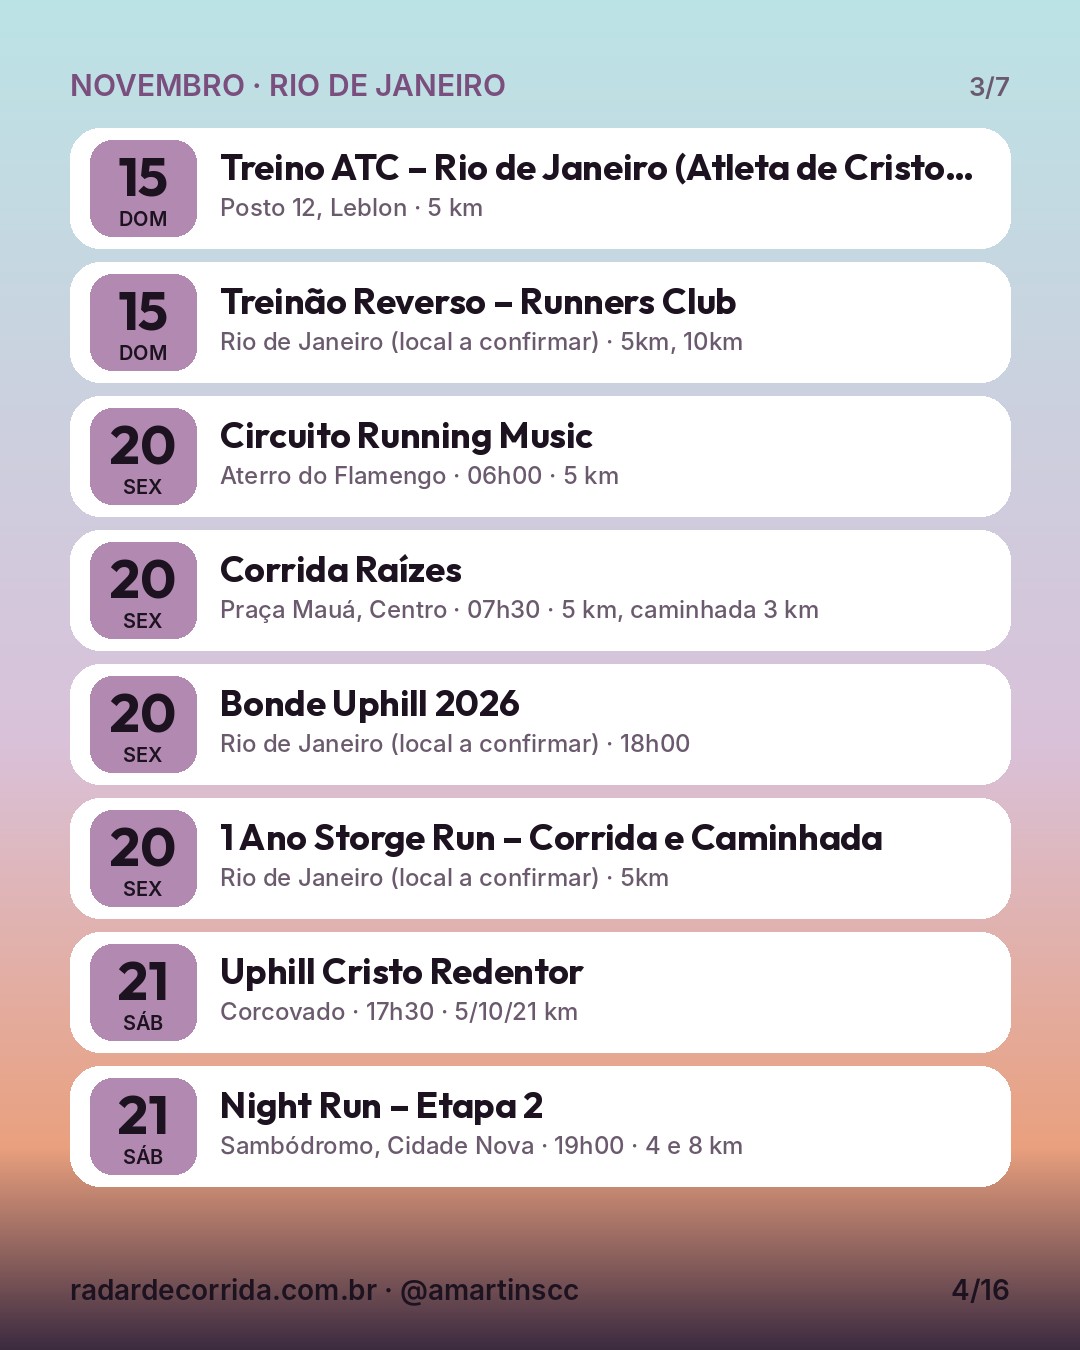 NOVEMBRO · RIO DE JANEIRO
3/7
15
DOM
Treino ATC – Rio de Janeiro (Atleta de Cristo...
Posto 12, Leblon · 5 km
15
DOM
Treinão Reverso – Runners Club
Rio de Janeiro (local a confirmar) · 5km, 10km
20
SEX
Circuito Running Music
Aterro do Flamengo · 06h00 · 5 km
20
SEX
Corrida Raízes
Praça Mauá, Centro · 07h30 · 5 km, caminhada 3 km
20
SEX
Bonde Uphill 2026
Rio de Janeiro (local a confirmar) · 18h00
20
SEX
1 Ano Storge Run – Corrida e Caminhada
Rio de Janeiro (local a confirmar) · 5km
21
SÁB
Uphill Cristo Redentor
Corcovado · 17h30 · 5/10/21 km
21
SÁB
Night Run – Etapa 2
Sambódromo, Cidade Nova · 19h00 · 4 e 8 km
radardecorrida.com.br · @amartinscc
4/16